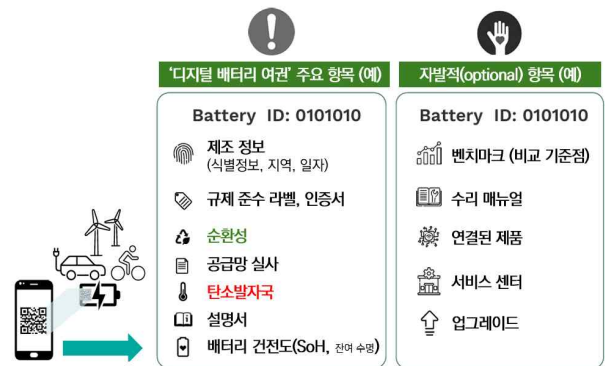 '디지털 배터리 여권' 주요 항목 (예)
Battery ID: 0101010
제조 정보
(식별정보, 지역, 일자)
규제 준수 라벨, 인증서
순환성
공급망 실사
탄소발자국
설명서
배터리 건전도(SoH, 잔여 수명)
자발적(optional) 항목 (예)
Battery ID: 0101010
벤치마크 (비교 기준점)
수리 매뉴얼
연결된 제품
서비스 센터
업그레이드